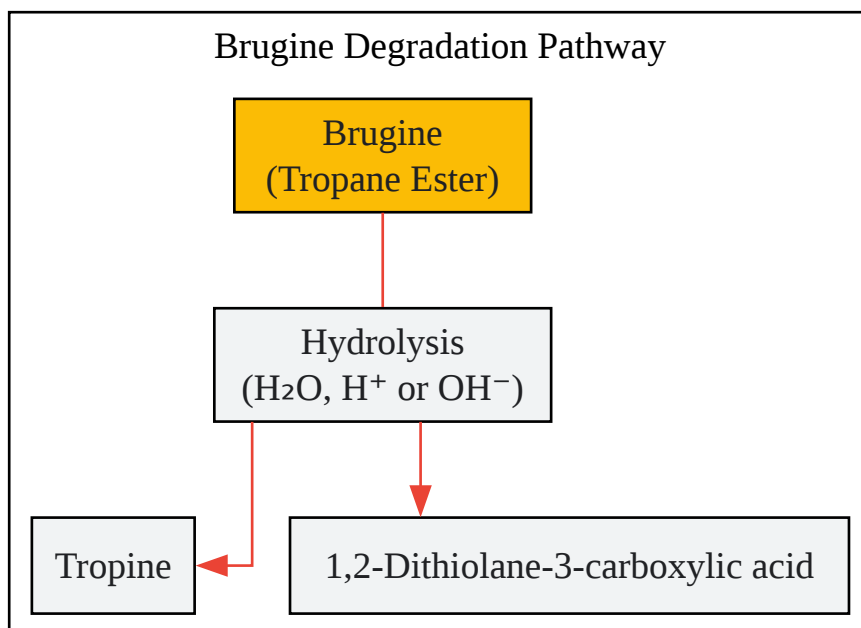 Brugine Degradation Pathway
Brugine
(Tropane Ester)
Hydrolysis
(H₂O, H⁺ or OH⁻)
Tropine
1,2-Dithiolane-3-carboxylic acid